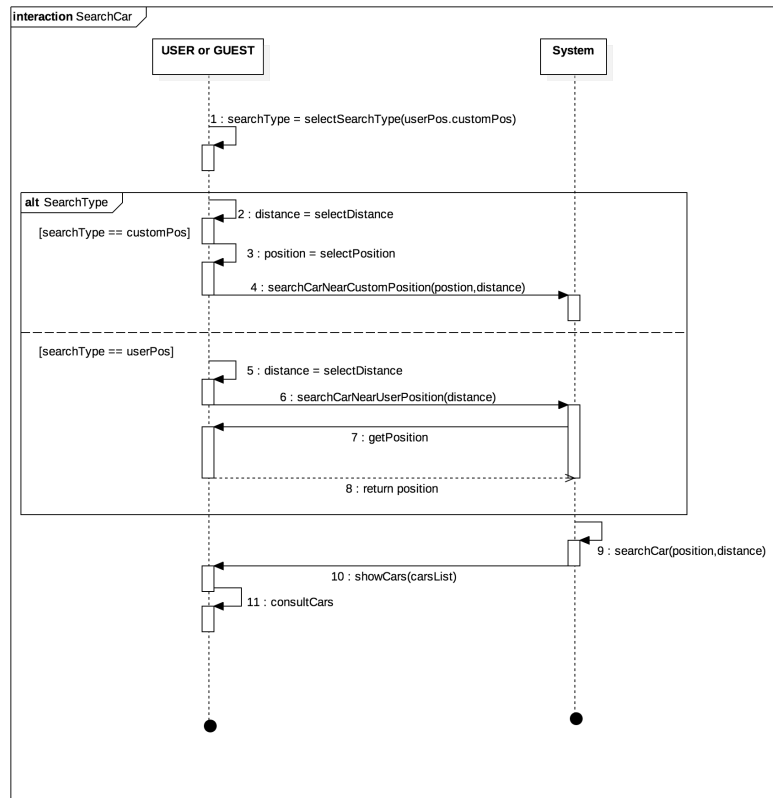 interaction SearchCar
USER or GUEST
System
1 : searchType = selectSearchType(userPos.customPos)
alt SearchType
2 : distance = selectDistance
[searchType == customPos]
3 : position = selectPosition
4 : searchCarNearCustomPosition(postion,distance)
[searchType == userPos]
5 : distance = selectDistance
6 : searchCarNearUserPosition(distance)
7 : getPosition
8 : return position
9 : searchCar(position,distance)
10 : showCars(carsList)
11 : consultCars